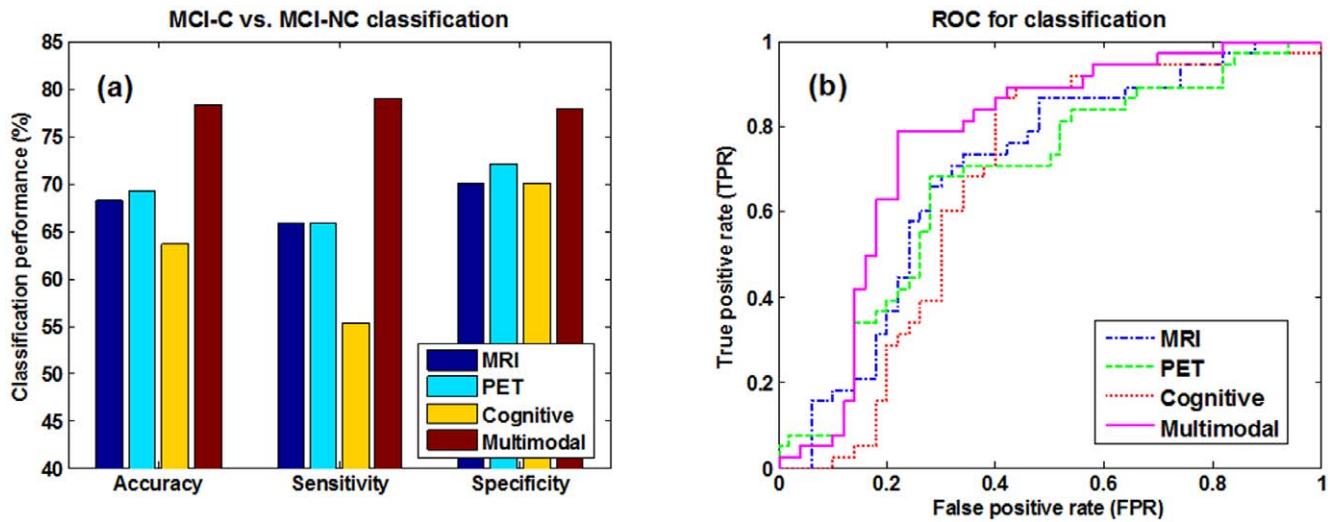 MCI-C vs. MCI-NC classification
(a)
Classification performance (%)
85
80
75
70
65
60
55
50
45
40
Accuracy
Sensitivity
Specificity
MRI
PET
Cognitive
Multimodal
ROC for classification
(b)
True positive rate (TPR)
1
0.8
0.6
0.4
0.2
0
0 0.2 0.4 0.6 0.8 1
False positive rate (FPR)
MRI
PET
Cognitive
Multimodal